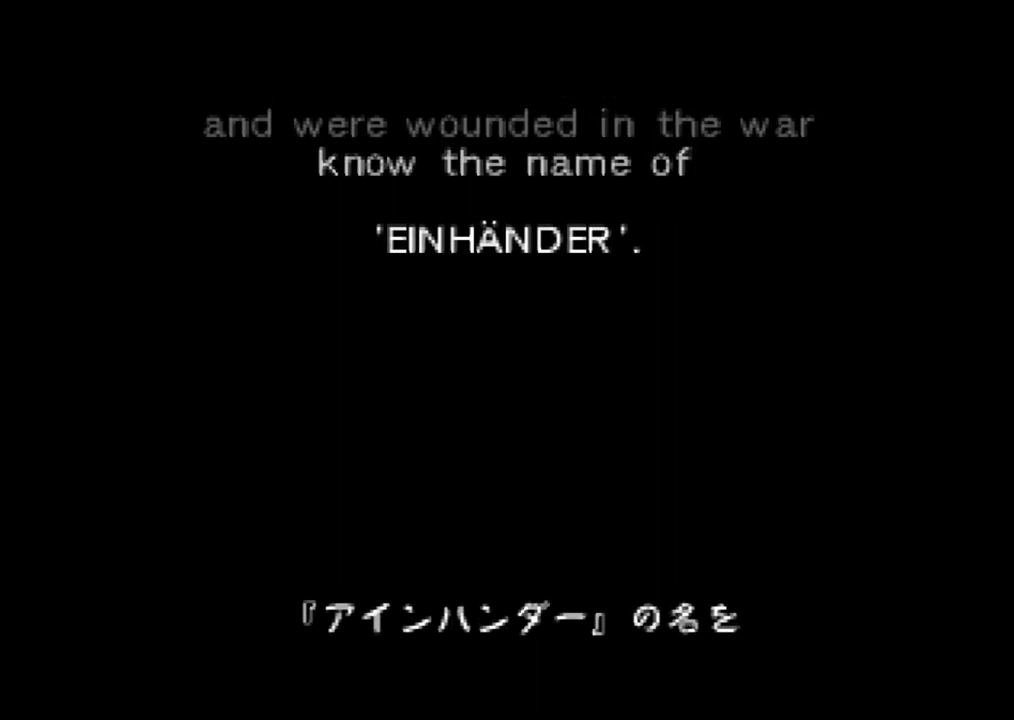 and were wounded in the war
know the name of
'EINHÄNDER'.
『アインハンダー』の名を